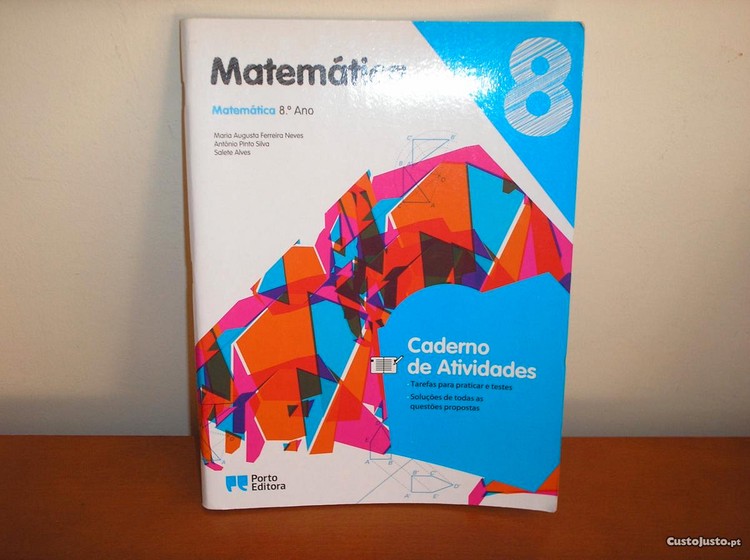 Matemática
8
Matemática 8.º Ano
Maria Augusta Ferreira Neves
António Pinto Silva
Salete Alves
Caderno
de Atividades
· Tarefas para praticar e testes
· Soluções de todas as
questões propostas
Porto
Editora
CustoJusto.pt